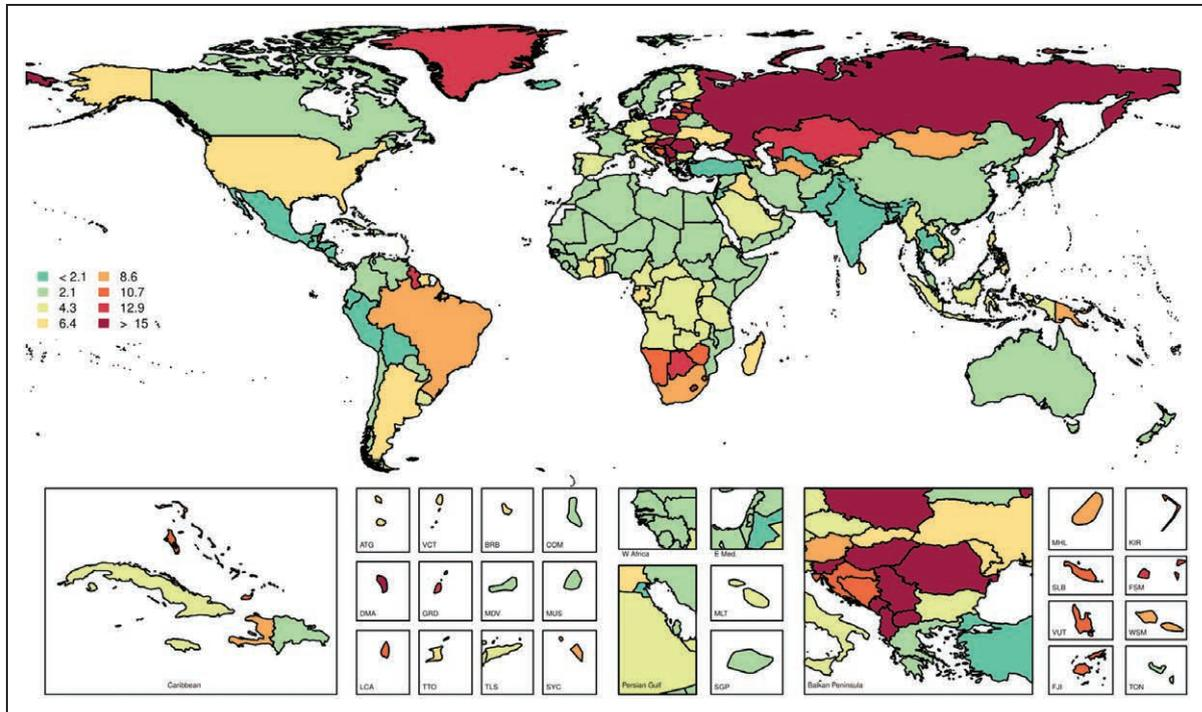 < 2.1 8.6
2.1 10.7
4.3 12.9
6.4 > 15
ATG VCT BRB COM
W Africa E Med.
MHL KIR
DMA GRD MDV MUS
MLT
SLB FSM
VUT WSM
Caribbean
LCA TTO TLS SYC
Persian Gulf
SGP
Balkan Peninsula
FJI TON